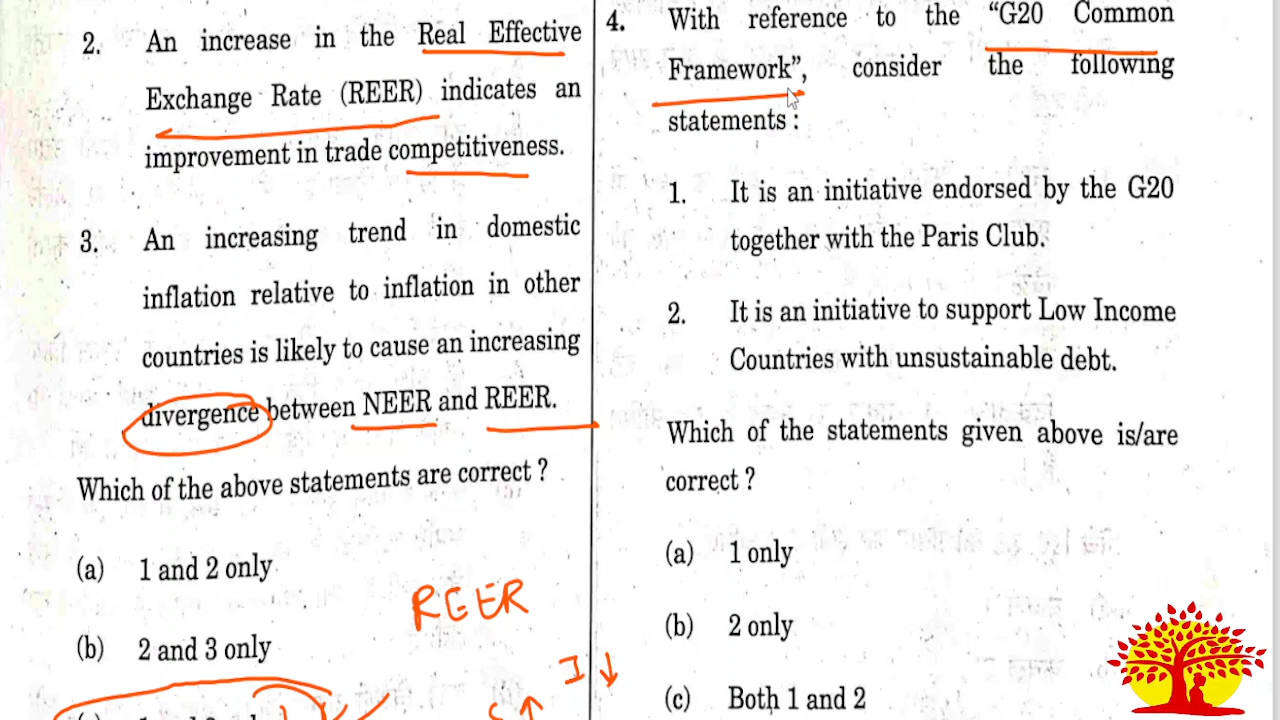 2. An increase in the Real Effective
Exchange Rate (REER) indicates an
improvement in trade competitiveness.
3. An increasing trend in domestic
inflation relative to inflation in other
countries is likely to cause an increasing
divergence between NEER and REER.
Which of the above statements are correct ?
(a) 1 and 2 only
(b) 2 and 3 only
REER
I ↓
4. With reference to the “G20 Common
Framework”, consider the following
statements :
1. It is an initiative endorsed by the G20
together with the Paris Club.
2. It is an initiative to support Low Income
Countries with unsustainable debt.
Which of the statements given above is/are
correct ?
(a) 1 only
(b) 2 only
(c) Both 1 and 2